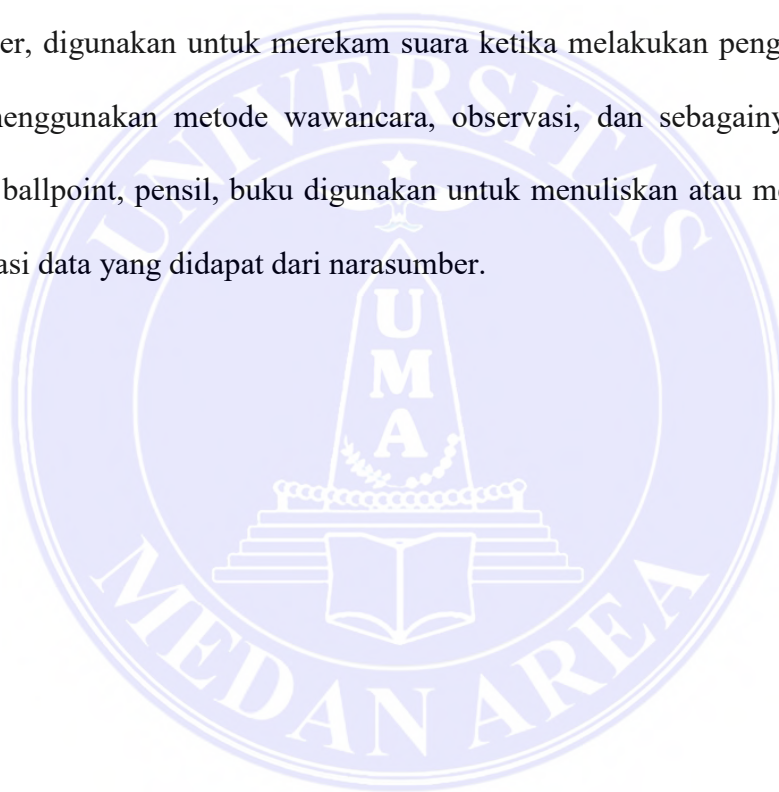 er, digunakan untuk merekam suara ketika melakukan peng
enggunakan metode wawancara, observasi, dan sebagainy
ballpoint, pensil, buku digunakan untuk menuliskan atau m
asi data yang didapat dari narasumber.
UNIVERSITAS
U
M
A
MEDAN AREA